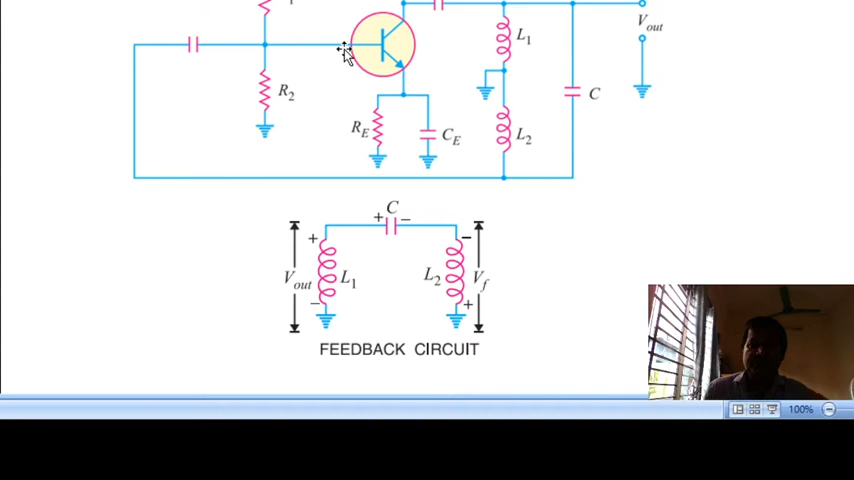 L1
Vout
R2
C
RE
CE
L2
C
+ −
+ −
Vout L1 L2 Vf
− +
FEEDBACK CIRCUIT
100%